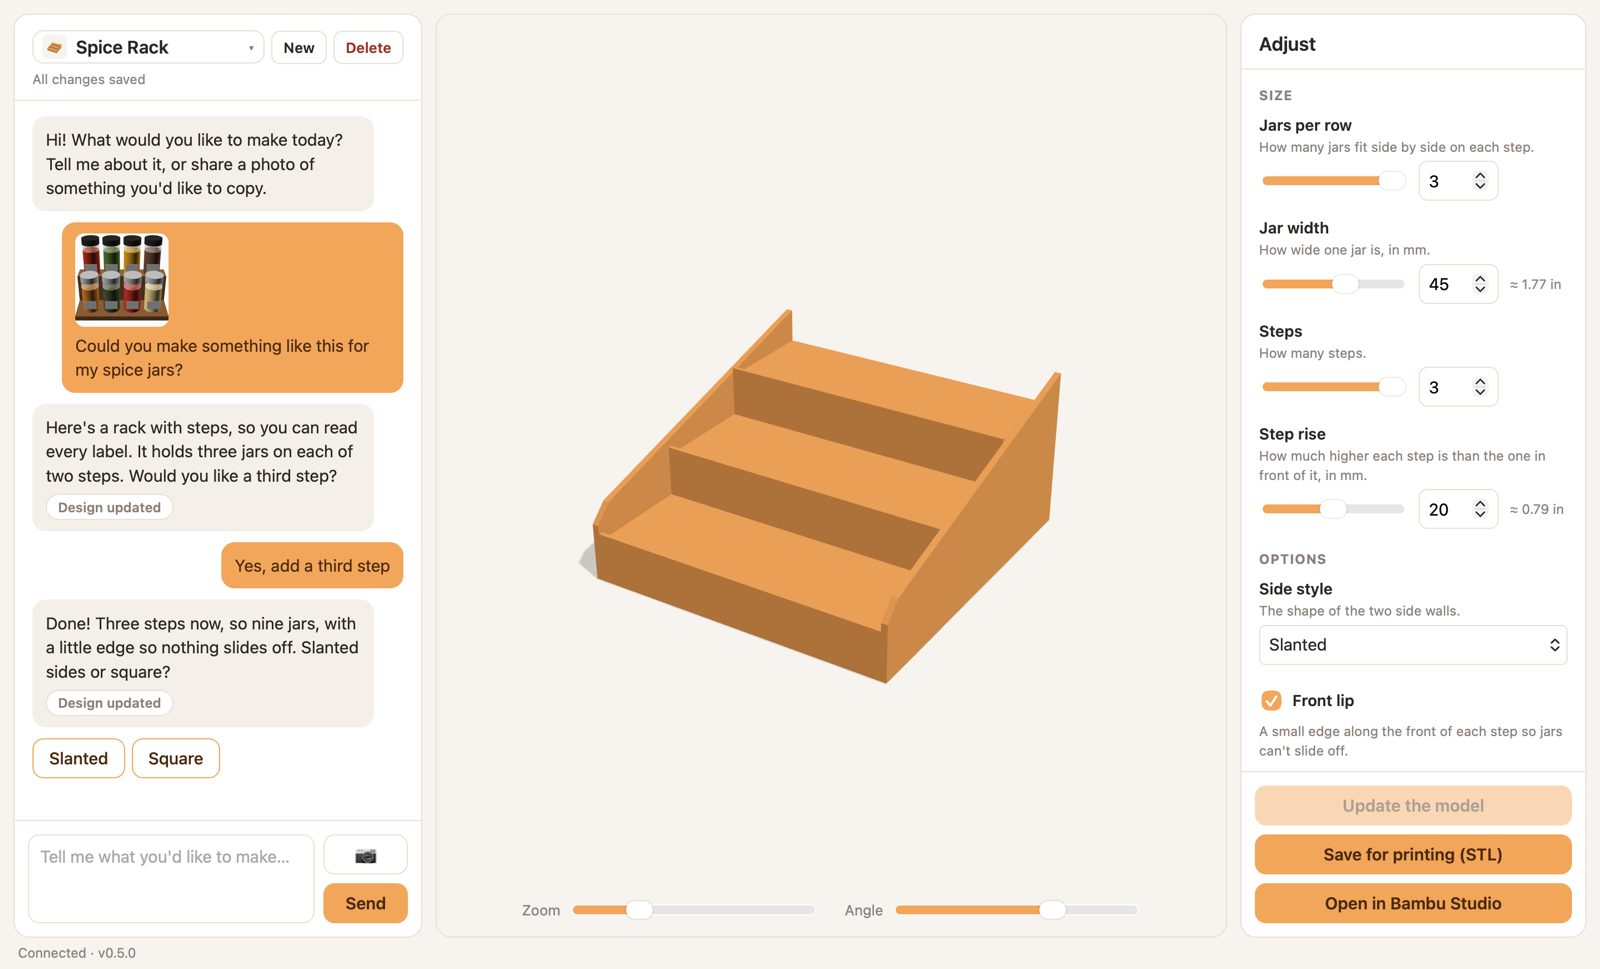 Spice Rack
New
Delete
All changes saved
Hi! What would you like to make today?
Tell me about it, or share a photo of
something you'd like to copy.
Could you make something like this for
my spice jars?
Here's a rack with steps, so you can read
every label. It holds three jars on each of
two steps. Would you like a third step?
Design updated
Yes, add a third step
Done! Three steps now, so nine jars, with
a little edge so nothing slides off. Slanted
sides or square?
Design updated
Slanted
Square
Tell me what you'd like to make...
Send
Connected · v0.5.0
Zoom
Angle
Adjust
SIZE
Jars per row
How many jars fit side by side on each step.
3
Jar width
How wide one jar is, in mm.
45
≈ 1.77 in
Steps
How many steps.
3
Step rise
How much higher each step is than the one in
front of it, in mm.
20
≈ 0.79 in
OPTIONS
Side style
The shape of the two side walls.
Slanted
Front lip
A small edge along the front of each step so jars
can't slide off.
Update the model
Save for printing (STL)
Open in Bambu Studio